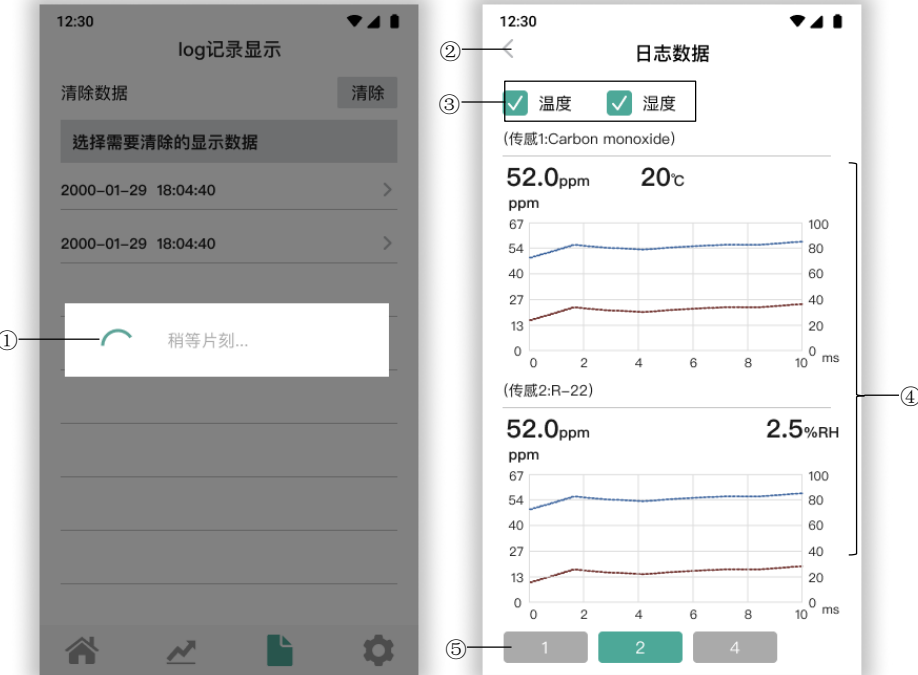 12:30
log记录显示
清除数据 清除
选择需要清除的显示数据
2000-01-29 18:04:40
2000-01-29 18:04:40
① 稍等片刻...
12:30
② 日志数据
③ 温度 湿度
(传感1:Carbon monoxide)
52.0ppm 20℃
ppm
67 100
54 80
40 60
27 40
13 20
0 0
0 2 4 6 8 10 ms
(传感2:R-22)
④
52.0ppm 2.5%RH
ppm
67 100
54 80
40 60
27 40
13 20
0 0
0 2 4 6 8 10 ms
⑤ 1 2 4